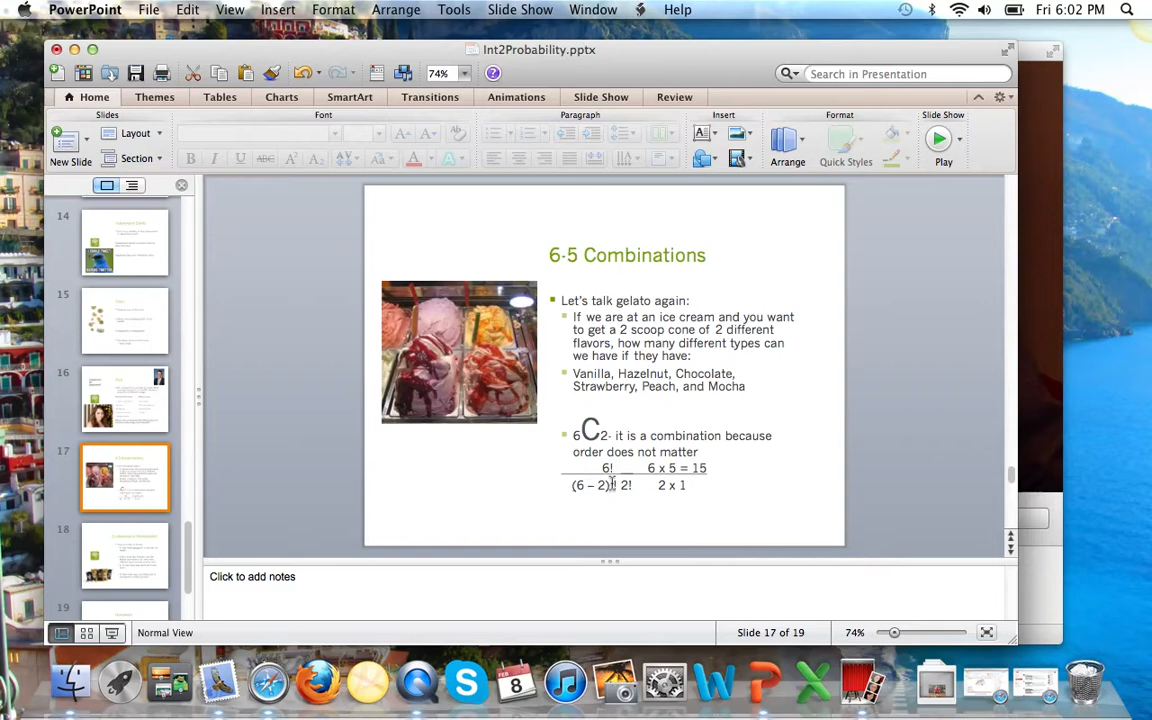 PowerPoint File Edit View Insert Format Arrange Tools Slide Show Window Help Fri 6:02 PM
Int2Probability.pptx
74% Search in Presentation
Home Themes Tables Charts SmartArt Transitions Animations Slide Show Review
Slides Font Paragraph Insert Format Slide Show
Layout
New Slide Section
B I U ABC A² A₂ A A
Arrange Quick Styles Play
14
15
16
17
18
19
6-5 Combinations
Let's talk gelato again:
If we are at an ice cream and you want
to get a 2 scoop cone of 2 different
flavors, how many different types can
we have if they have:
Vanilla, Hazelnut, Chocolate,
Strawberry, Peach, and Mocha
6C2- it is a combination because
order does not matter
6! 6 x 5 = 15
(6 – 2)! 2! 2 x 1
Click to add notes
Normal View Slide 17 of 19 74%
FEB
8